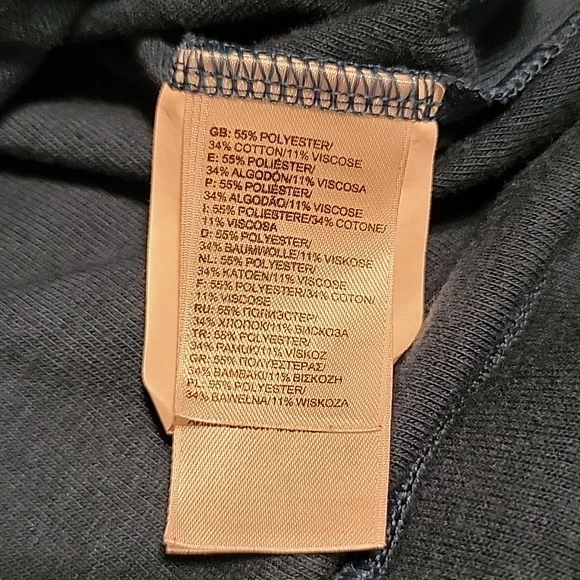 GB: 55% POLYESTER/
34% COTTON/11% VISCOSE
E: 55% POLIÉSTER/
34% ALGODÓN/11% VISCOSA
P: 55% POLIÉSTER/
34% ALGODÃO/11% VISCOSE
I: 55% POLIESTERE/34% COTONE/
11% VISCOSA
D: 55% POLYESTER/
34% BAUMWOLLE/11% VISKOSE
NL: 55% POLYESTER/
34% KATOEN/11% VISCOSE
F: 55% POLYESTER/34% COTON/
11% VISCOSE
RU: 55% ПОЛИЭСТЕР/
34% ХЛОПОК/11% ВИСКОЗА
TR: 55% POLYESTER/
34% PAMUK/11% VİSKOZ
GR: 55% ΠΟΛΥΕΣΤΕΡΑΣ/
34% ΒΑΜΒΑΚΙ/11% ΒΙΣΚΟΖΗ
PL: 55% POLYESTER/
34% BAWEŁNA/11% WISKOZA